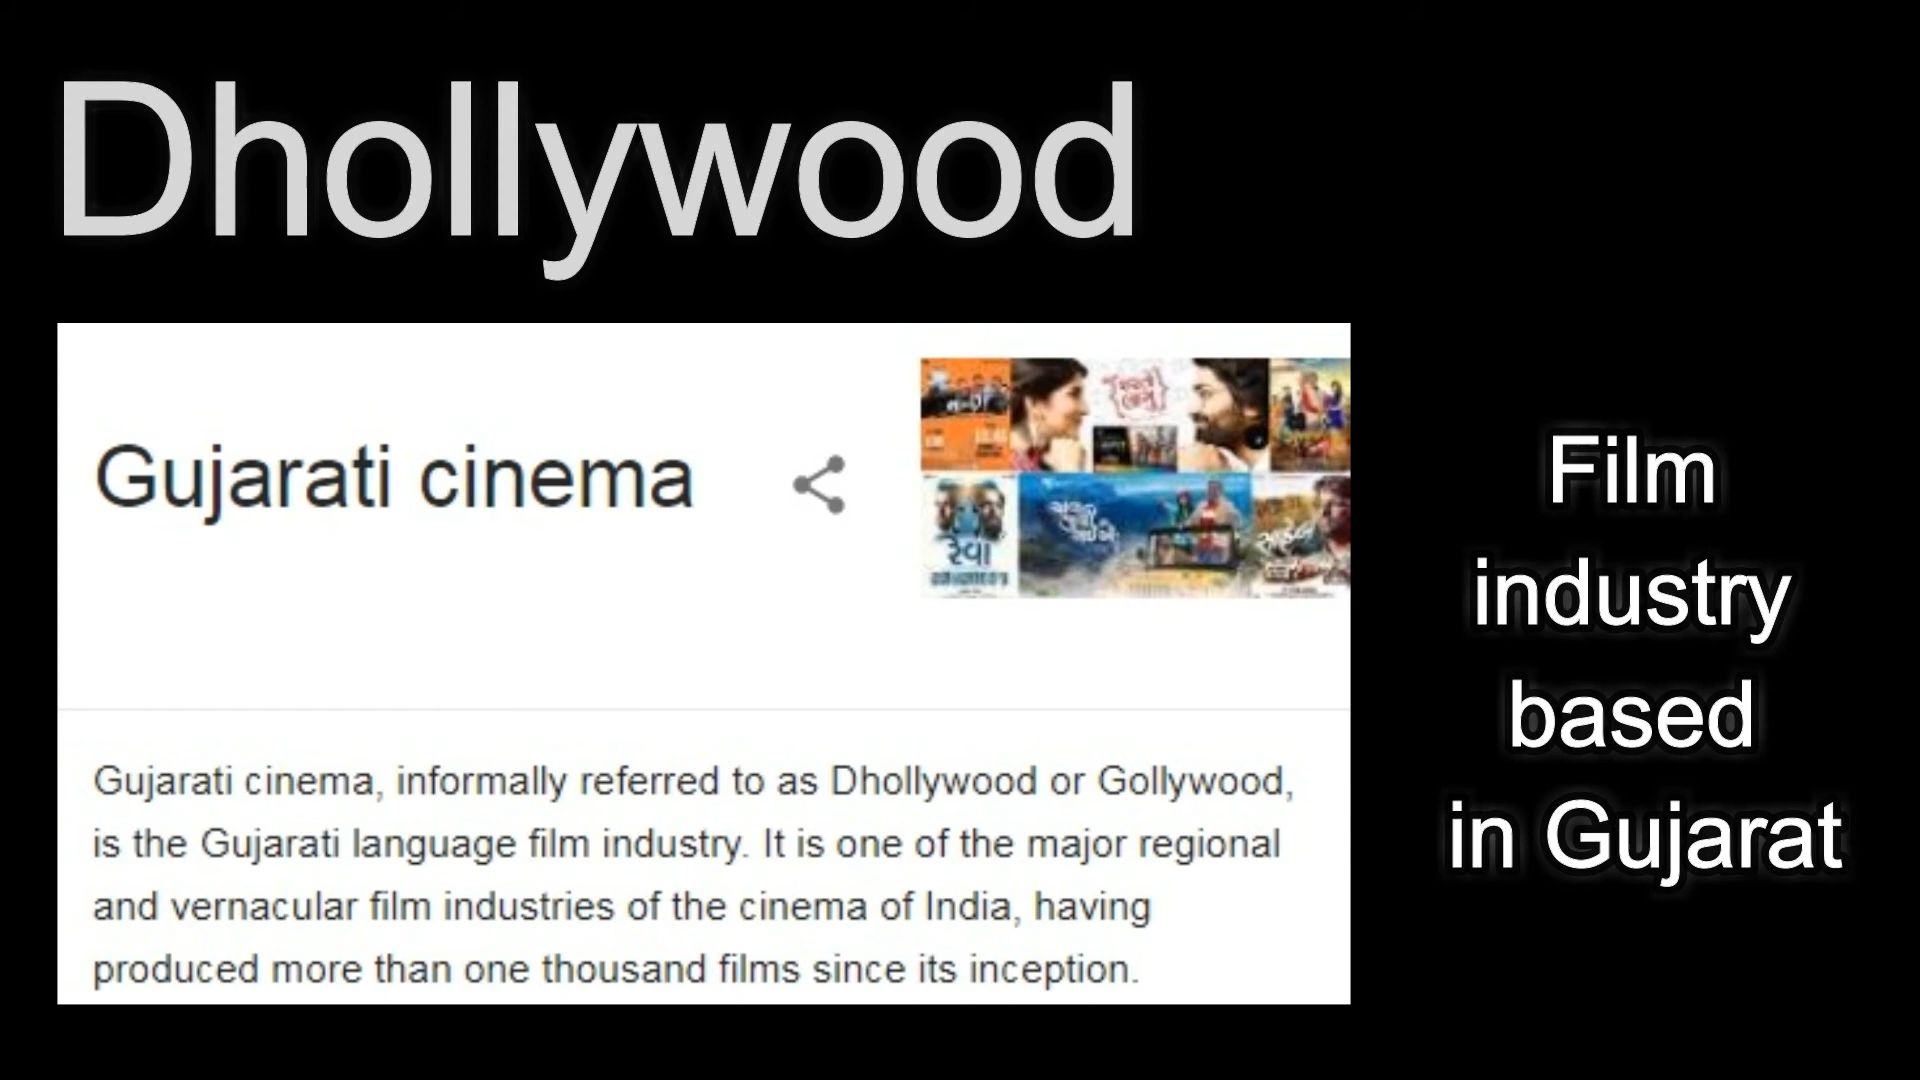 Dhollywood
Gujarati cinema
રેવા
Gujarati cinema, informally referred to as Dhollywood or Gollywood,
is the Gujarati language film industry. It is one of the major regional
and vernacular film industries of the cinema of India, having
produced more than one thousand films since its inception.
Film
industry
based
in Gujarat